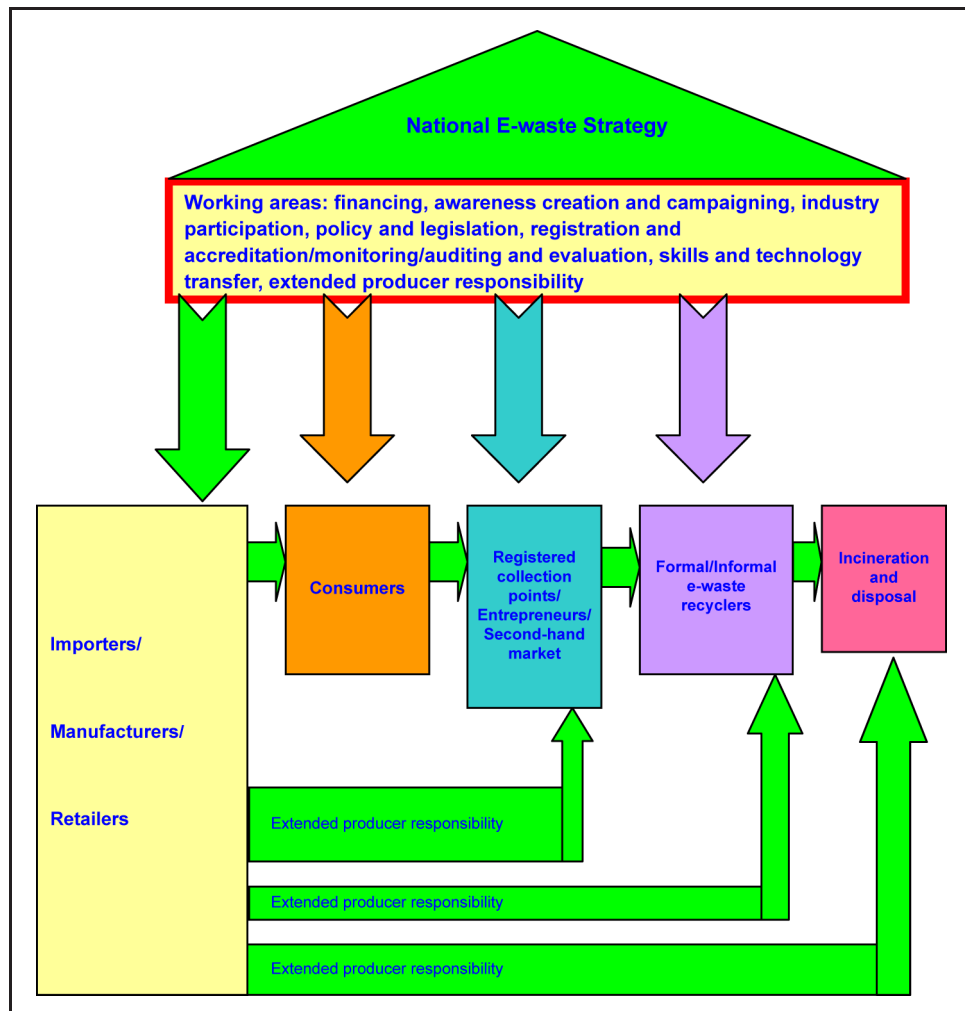 National E-waste Strategy
Working areas: financing, awareness creation and campaigning, industry
participation, policy and legislation, registration and
accreditation/monitoring/auditing and evaluation, skills and technology
transfer, extended producer responsibility
Importers/
Manufacturers/
Retailers
Consumers
Registered
collection
points/
Entrepreneurs/
Second-hand
market
Formal/Informal
e-waste
recyclers
Incineration
and
disposal
Extended producer responsibility
Extended producer responsibility
Extended producer responsibility